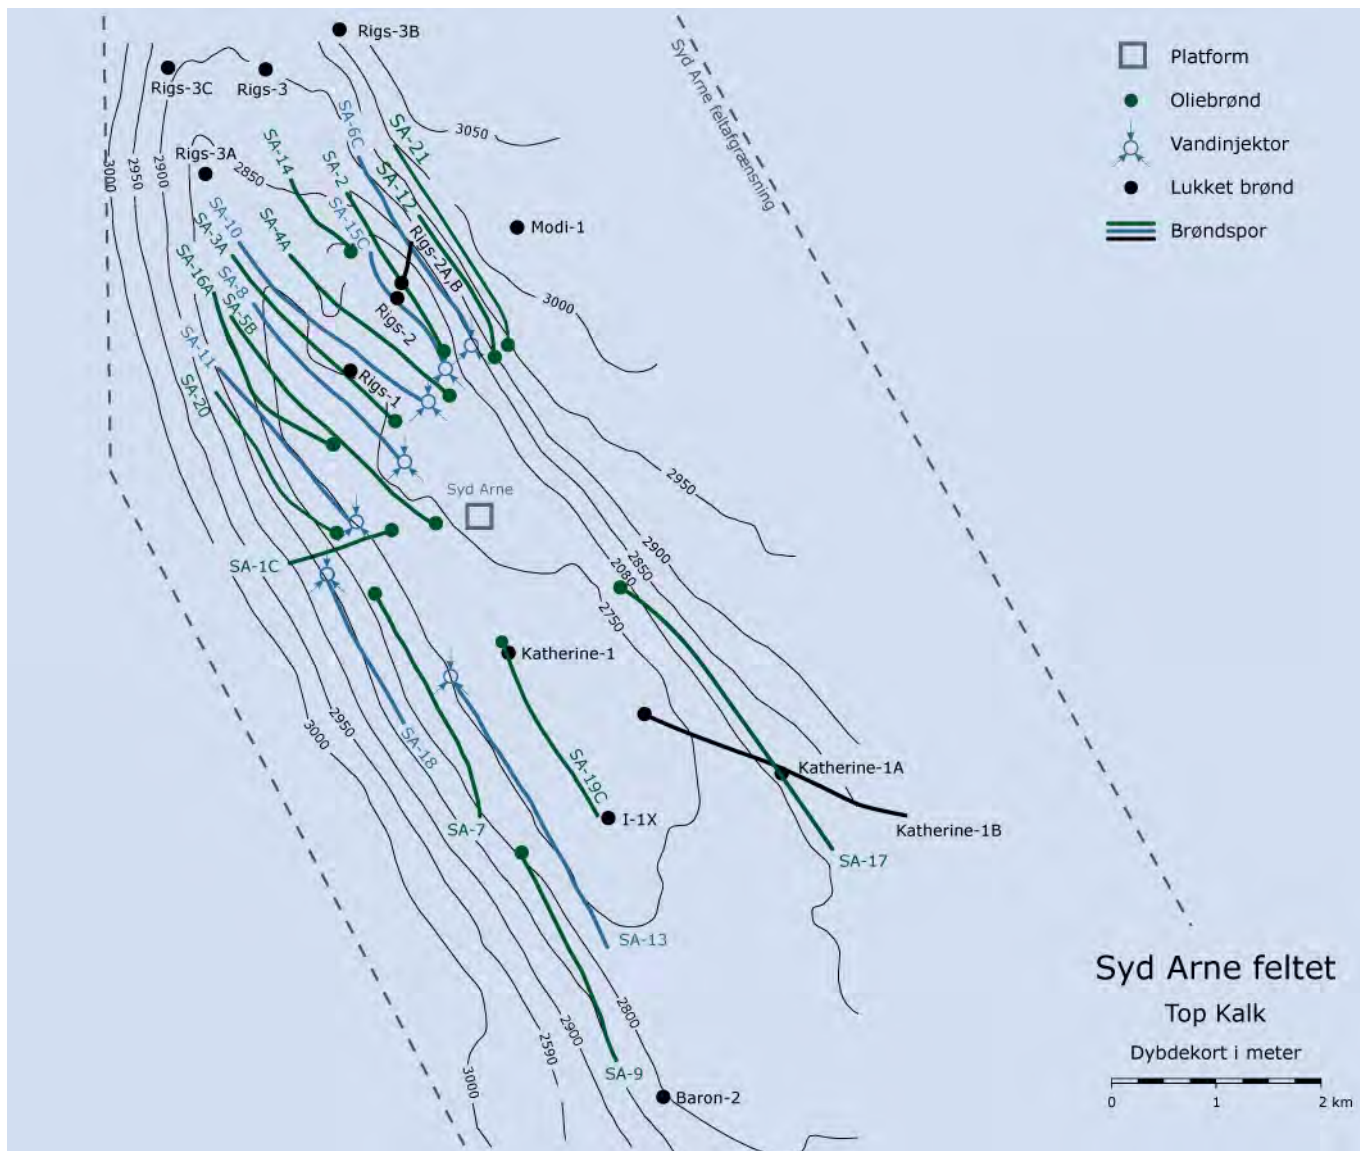 Rigs-3B
Rigs-3C
Rigs-3
Rigs-3A
SA-6C
SA-21
3050
SA-14
SA-2
SA-12
SA-15C
Rigs-2A,B
Modi-1
3000
2950
2900
2850
SA-10
SA-3A
SA-4A
SA-16A
SA-8
SA-5B
SA-11
SA-20
Rigs-2
Rigs-1
3000
2950
Syd Arne
SA-1C
2900
2850
2080
2750
Katherine-1
SA-19C
I-1X
Katherine-1A
Katherine-1B
SA-17
2950
3000
SA-18
SA-7
SA-13
2800
2900
2590
3000
SA-9
Baron-2
Syd Arne feltafgrænsning
Platform
Oliebrønd
Vandinjektor
Lukket brønd
Brøndspor
Syd Arne feltet
Top Kalk
Dybdekort i meter
0 1 2 km